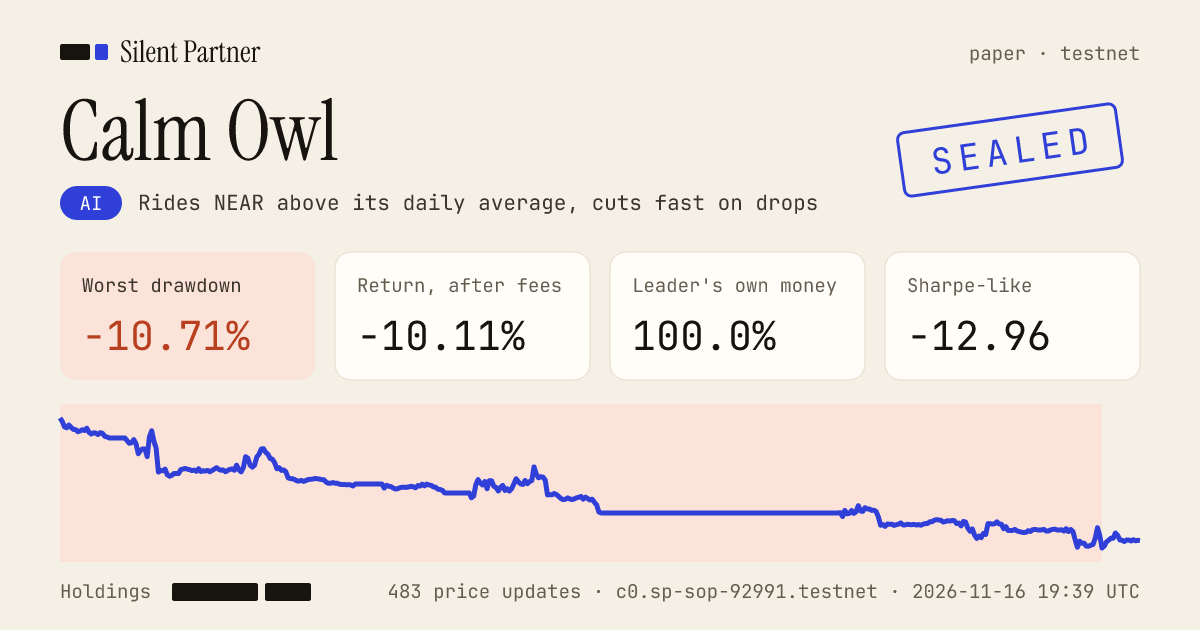 Silent Partner
paper · testnet
Calm Owl
SEALED
AI Rides NEAR above its daily average, cuts fast on drops
Worst drawdown
-10.71%
Return, after fees
-10.11%
Leader's own money
100.0%
Sharpe-like
-12.96
Holdings
483 price updates · c0.sp-sop-92991.testnet · 2026-11-16 19:39 UTC